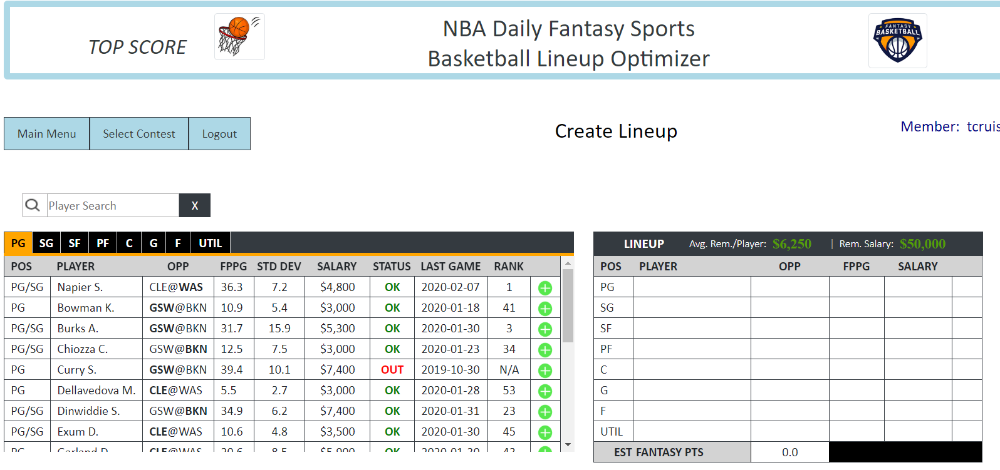 TOP SCORE
NBA Daily Fantasy Sports
Basketball Lineup Optimizer
FANTASY
BASKETBALL
Main Menu Select Contest Logout
Create Lineup
Member: tcruis
Player Search X
PG SG SF PF C G F UTIL
POS PLAYER OPP FPPG STD DEV SALARY STATUS LAST GAME RANK
PG/SG Napier S. CLE@WAS 36.3 7.2 $4,800 OK 2020-02-07 1
PG Bowman K. GSW@BKN 10.9 5.4 $3,000 OK 2020-01-18 41
PG/SG Burks A. GSW@BKN 31.7 15.9 $5,300 OK 2020-01-30 3
PG/SG Chiozza C. GSW@BKN 12.5 7.5 $3,000 OK 2020-01-23 34
PG Curry S. GSW@BKN 39.4 10.1 $7,400 OUT 2019-10-30 N/A
PG Dellavedova M. CLE@WAS 5.5 2.7 $3,000 OK 2020-01-28 53
PG/SG Dinwiddie S. GSW@BKN 34.9 6.2 $7,400 OK 2020-01-31 23
PG/SG Exum D. CLE@WAS 10.6 4.8 $3,500 OK 2020-01-30 45
PG Garland D. CLE@WAS 20.6 8.5 OK
LINEUP Avg. Rem./Player: $6,250 | Rem. Salary: $50,000
POS PLAYER OPP FPPG SALARY
PG
SG
SF
PF
C
G
F
UTIL
EST FANTASY PTS 0.0